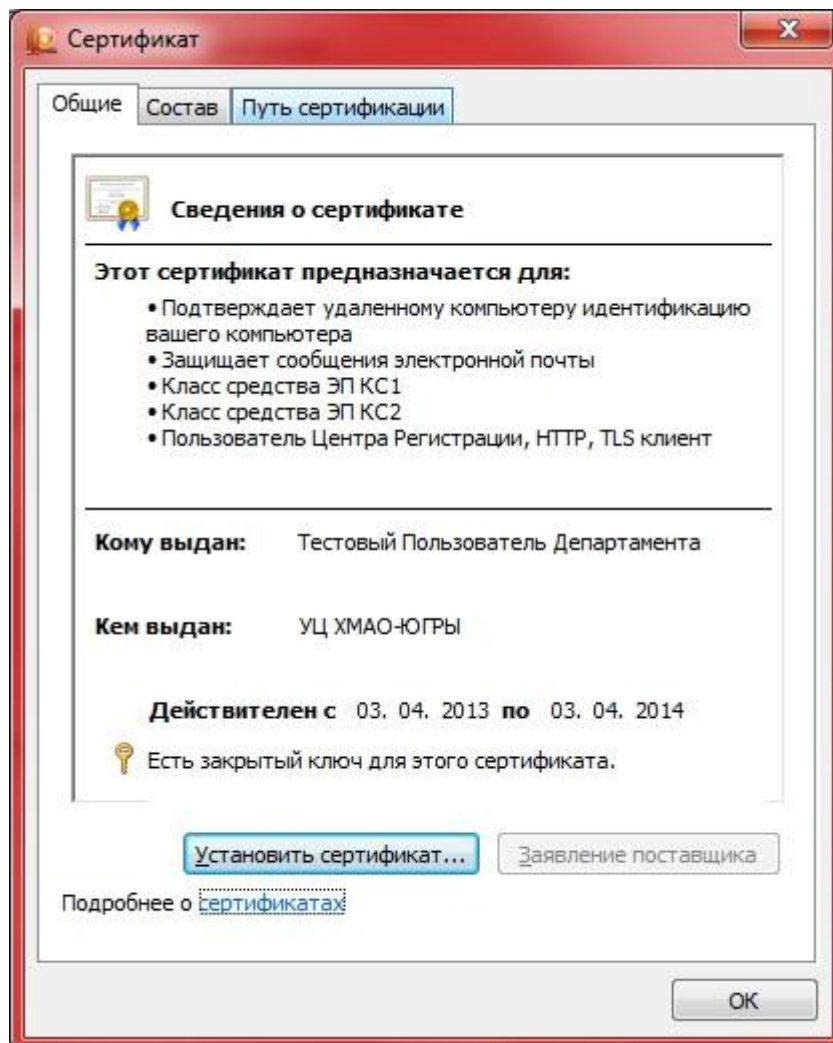 Сертификат
Общие Состав Путь сертификации
Сведения о сертификате
Этот сертификат предназначается для:
• Подтверждает удаленному компьютеру идентификацию
вашего компьютера
• Защищает сообщения электронной почты
• Класс средства ЭП КС1
• Класс средства ЭП КС2
• Пользователь Центра Регистрации, HTTP, TLS клиент
Кому выдан: Тестовый Пользователь Департамента
Кем выдан: УЦ ХМАО-ЮГРЫ
Действителен с 03. 04. 2013 по 03. 04. 2014
Есть закрытый ключ для этого сертификата.
Установить сертификат... Заявление поставщика
Подробнее о сертификатах
ОК